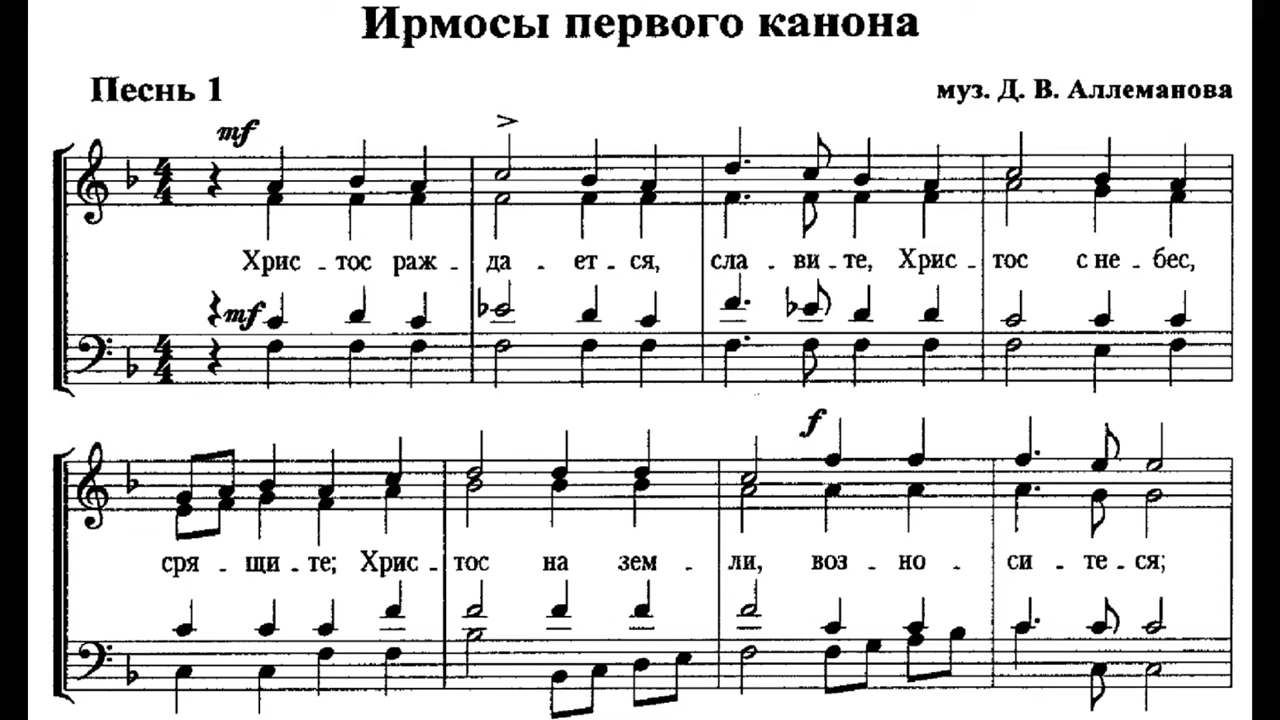 Ирмосы первого канона
Песнь 1
муз. Д. В. Аллеманова
mf
Хрис - тос раж - да - ет - ся, сла - ви - те, Хрис - тос с не - бес,
mf
f
сря - щи - те; Хрис - тос на зем - ли, воз - но - си - те - ся;